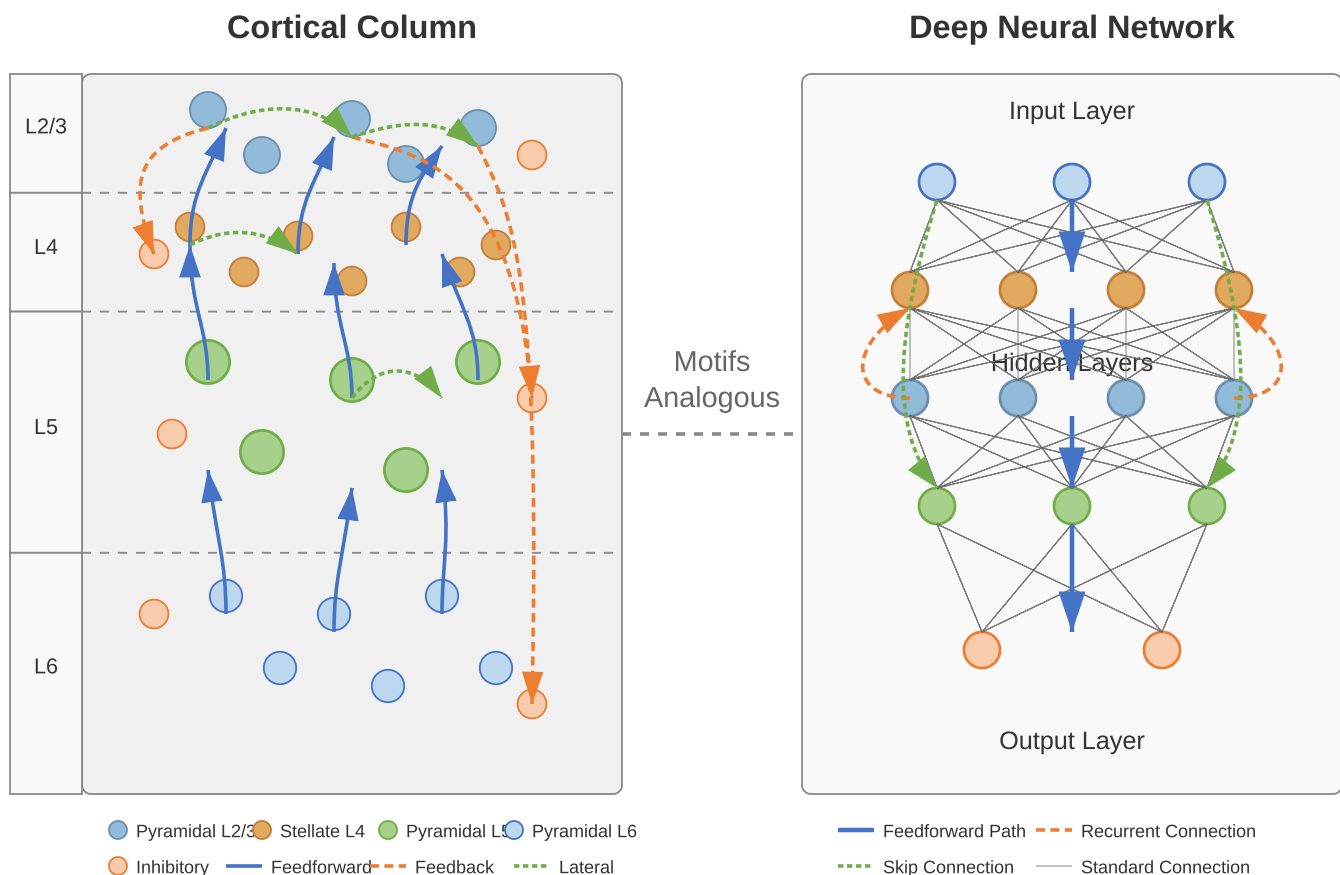 Cortical Column
Deep Neural Network
L2/3
L4
L5
L6
Motifs
Analogous
Input Layer
Hidden Layers
Output Layer
Pyramidal L2/3
Stellate L4
Pyramidal L5
Pyramidal L6
Inhibitory
Feedforward
Feedback
Lateral
Feedforward Path
Recurrent Connection
Skip Connection
Standard Connection